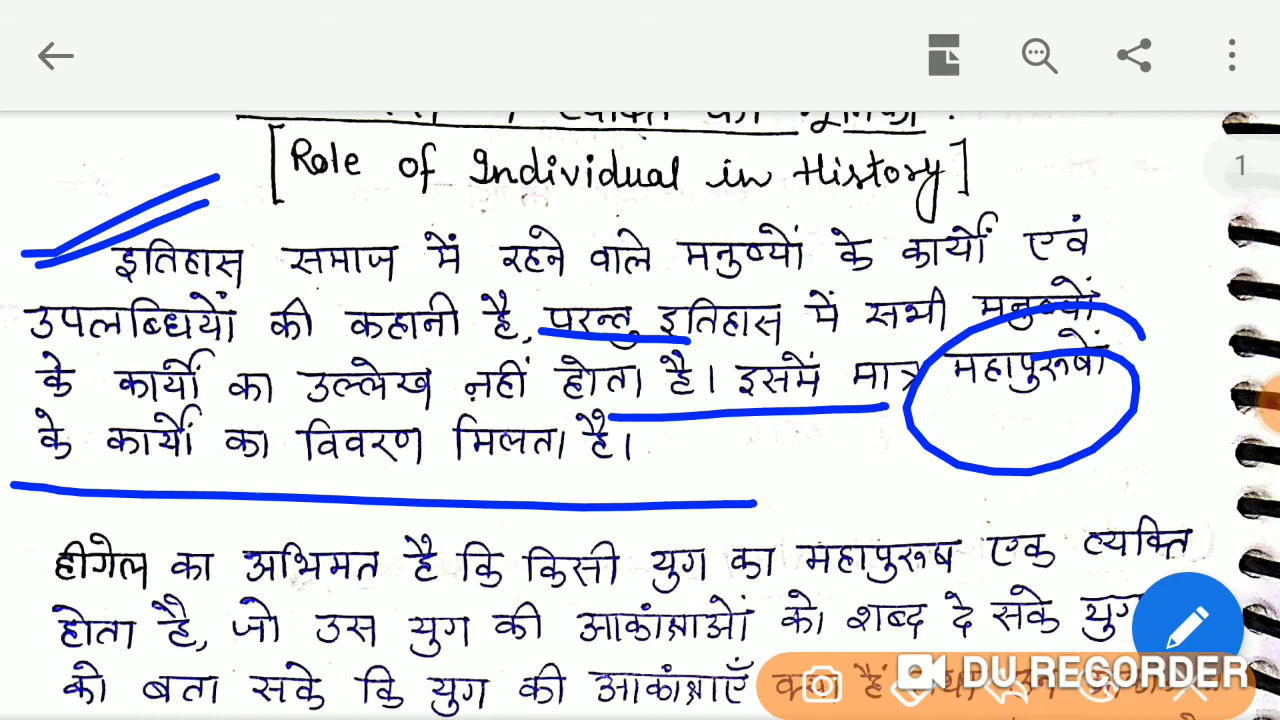 [Role of Individual in History]
1
इतिहास समाज में रहने वाले मनुष्यों के कार्यों एवं
उपलब्धियों की कहानी है, परन्तु इतिहास में सभी मनुष्यों
के कार्यों का उल्लेख नहीं होता है। इसमें मात्र महापुरूषों
के कार्यों का विवरण मिलता है।
हीगेल का अभिमत है कि किसी युग का महापुरूष एक व्यक्ति
होता है, जो उस युग की आकांक्षाओं को शब्द दे सके युग
को बता सके कि युग की आकांक्षाएँ क्या हैं
DU RECORDER